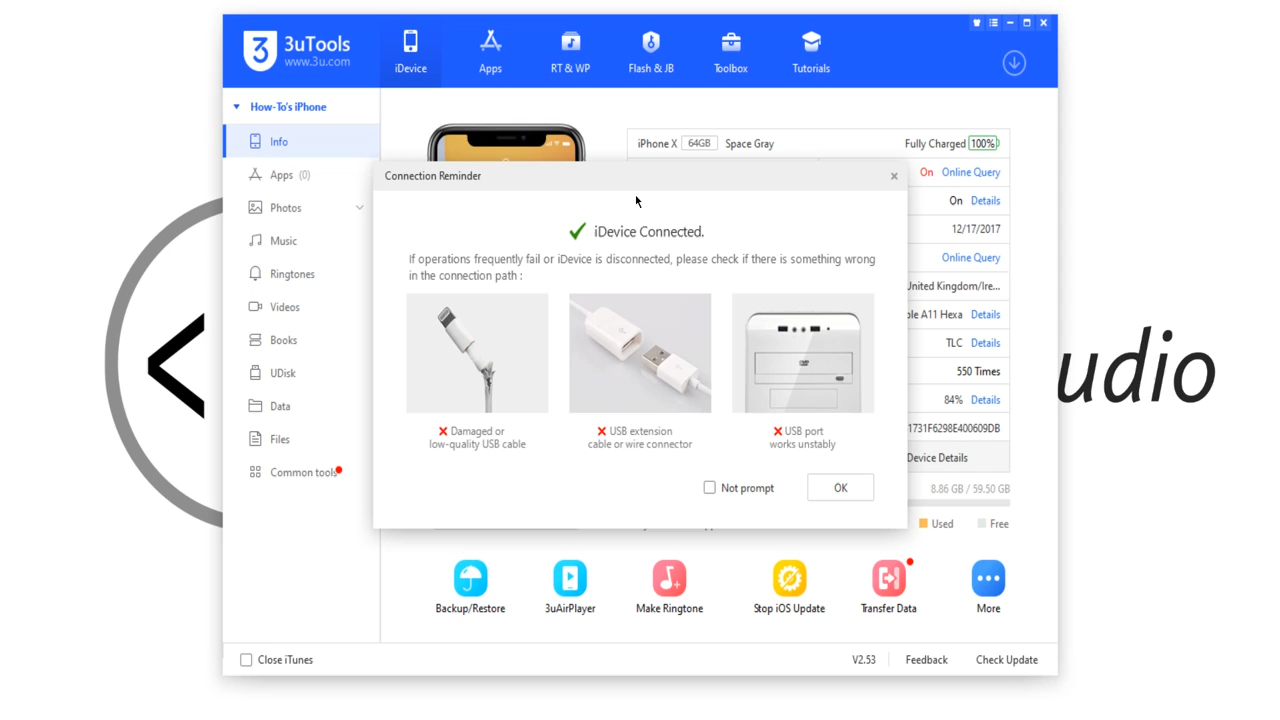 3 3uTools
www.3u.com
iDevice
Apps
RT & WP
Flash & JB
Toolbox
Tutorials
How-To's iPhone
Info
Apps (0)
Photos
Music
Ringtones
Videos
Books
UDisk
Data
Files
Common tools
iPhone X 64GB Space Gray Fully Charged 100%
On Online Query
On Details
12/17/2017
Online Query
United Kingdom/Ire...
Hexa Details
TLC Details
550 Times
84% Details
1731F6298E400609DB
Device Details
8.86 GB / 59.50 GB
Used Free
Connection Reminder
iDevice Connected.
If operations frequently fail or iDevice is disconnected, please check if there is something wrong
in the connection path :
Damaged or
low-quality USB cable
USB extension
cable or wire connector
USB port
works unstably
Not prompt
OK
Backup/Restore
3uAirPlayer
Make Ringtone
Stop iOS Update
Transfer Data
More
Close iTunes
V2.53
Feedback
Check Update
<
udio